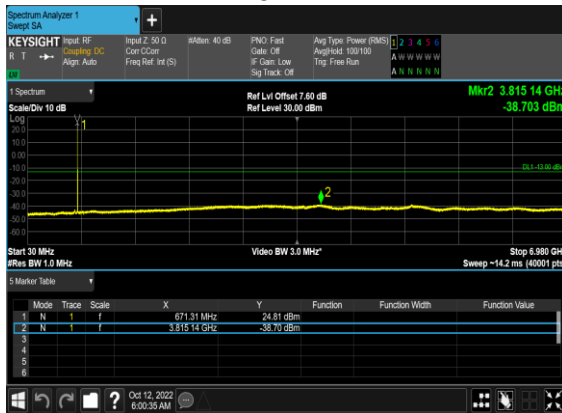 Spectrum Analyzer 1
Swept SA
KEYSIGHT Input: RF Input Z: 50 Ω #Atten: 40 dB PNO: Fast Avg Type: Power (RMS) 1 2 3 4 5 6
R T Coupling: DC Corr CCorr Gate: Off Avg|Hold: 100/100 A W W W W W
Align: Auto Freq Ref: Int (S) IF Gain: Low Trig: Free Run
Sig Track: Off A N N N N N
1 Spectrum
Ref Lvl Offset 7.60 dB Mkr2 3.815 14 GHz
Scale/Div 10 dB Ref Level 30.00 dBm -38.703 dBm
Log
1
20.0
10.0
0.00
-10.0
DL1 -13.00 dBm
-20.0
-30.0
2
-40.0
-50.0
-60.0
Start 30 MHz Video BW 3.0 MHz* Stop 6.980 GHz
#Res BW 1.0 MHz Sweep ~14.2 ms (40001 pts)
5 Marker Table
Mode Trace Scale X Y Function Function Width Function Value
1 N 1 f 671.31 MHz 24.81 dBm
2 N 1 f 3.815 14 GHz -38.70 dBm
3
4
5
6
? Oct 12, 2022
6:00:35 AM